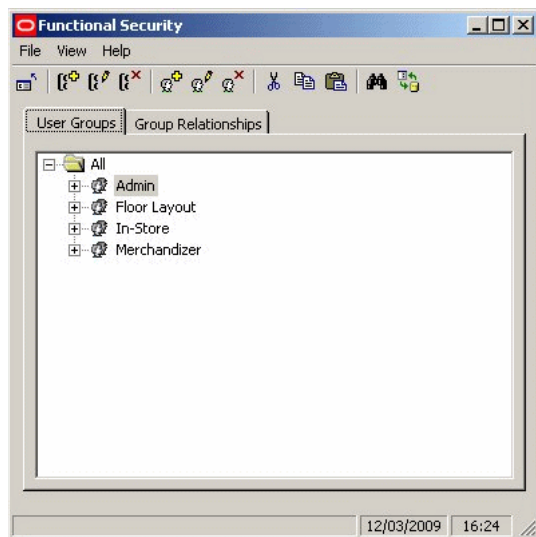 Functional Security
File View Help
User Groups Group Relationships
All
Admin
Floor Layout
In-Store
Merchandizer
12/03/2009 16:24